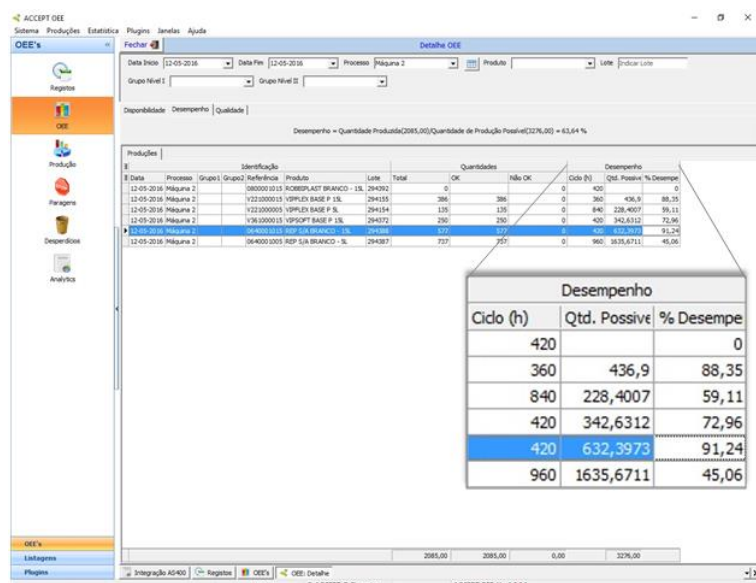 ACCEPT OEE
Sistema Produções Estatística Plugins Janelas Ajuda
OEE's « Fechar Detalhe OEE
Data Início 12-05-2016 Data Fim 12-05-2016 Processo Máquina 2 Produto Lote Indicar Lote
Grupo Nível I Grupo Nível II
Registos
OEE
Produção
Paragens
Desperdícios
Analytics
Disponibilidade Desempenho Qualidade
Desempenho = Quantidade Produzida(2085,00)/Quantidade de Produção Possível(3276,00) = 63,64 %
Produções
Identificação Quantidades Desempenho
Data Processo Grupo1 Grupo2 Referência Produto Lote Total OK Não OK Ciclo (h) Qtd. Possíve % Desempe
12-05-2016 Máquina 2 0800001015 ROBBIPLAST BRANCO - 15L 294392 0 0 420 0
12-05-2016 Máquina 2 V221000015 VIPFLEX BASE P 15L 294155 386 386 0 360 436,9 88,35
12-05-2016 Máquina 2 V221000005 VIPFLEX BASE P 5L 294154 135 135 0 840 228,4007 59,11
12-05-2016 Máquina 2 V361000015 VIPSOFT BASE P 15L 294372 250 250 0 420 342,6312 72,96
12-05-2016 Máquina 2 0640001015 REP S/A BRANCO - 15L 294388 577 577 0 420 632,3973 91,24
12-05-2016 Máquina 2 0640001005 REP S/A BRANCO - 5L 294387 737 737 0 960 1635,6711 45,06
Desempenho
Ciclo (h) Qtd. Possíve % Desempe
420 0
360 436,9 88,35
840 228,4007 59,11
420 342,6312 72,96
420 632,3973 91,24
960 1635,6711 45,06
2085,00 2085,00 0,00 3276,00
OEE's
Listagens
Plugins
Integração AS400 Registos OEE's OEE: Detalhe